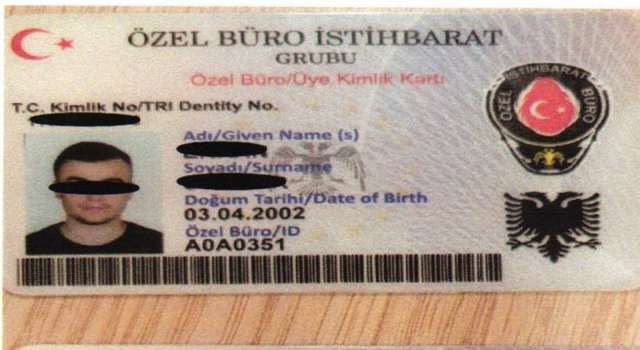 ÖZEL BÜRO İSTİHBARAT
GRUBU
Özel Büro/Üye Kimlik Kartı
T.C. Kimlik No/TRI Dentity No.
Adı/Given Name (s)
Soyadı/Surname
Doğum Tarihi/Date of Birth
03.04.2002
Özel Büro/ID
A0A0351
ÖZEL İSTİHBARAT BÜRO